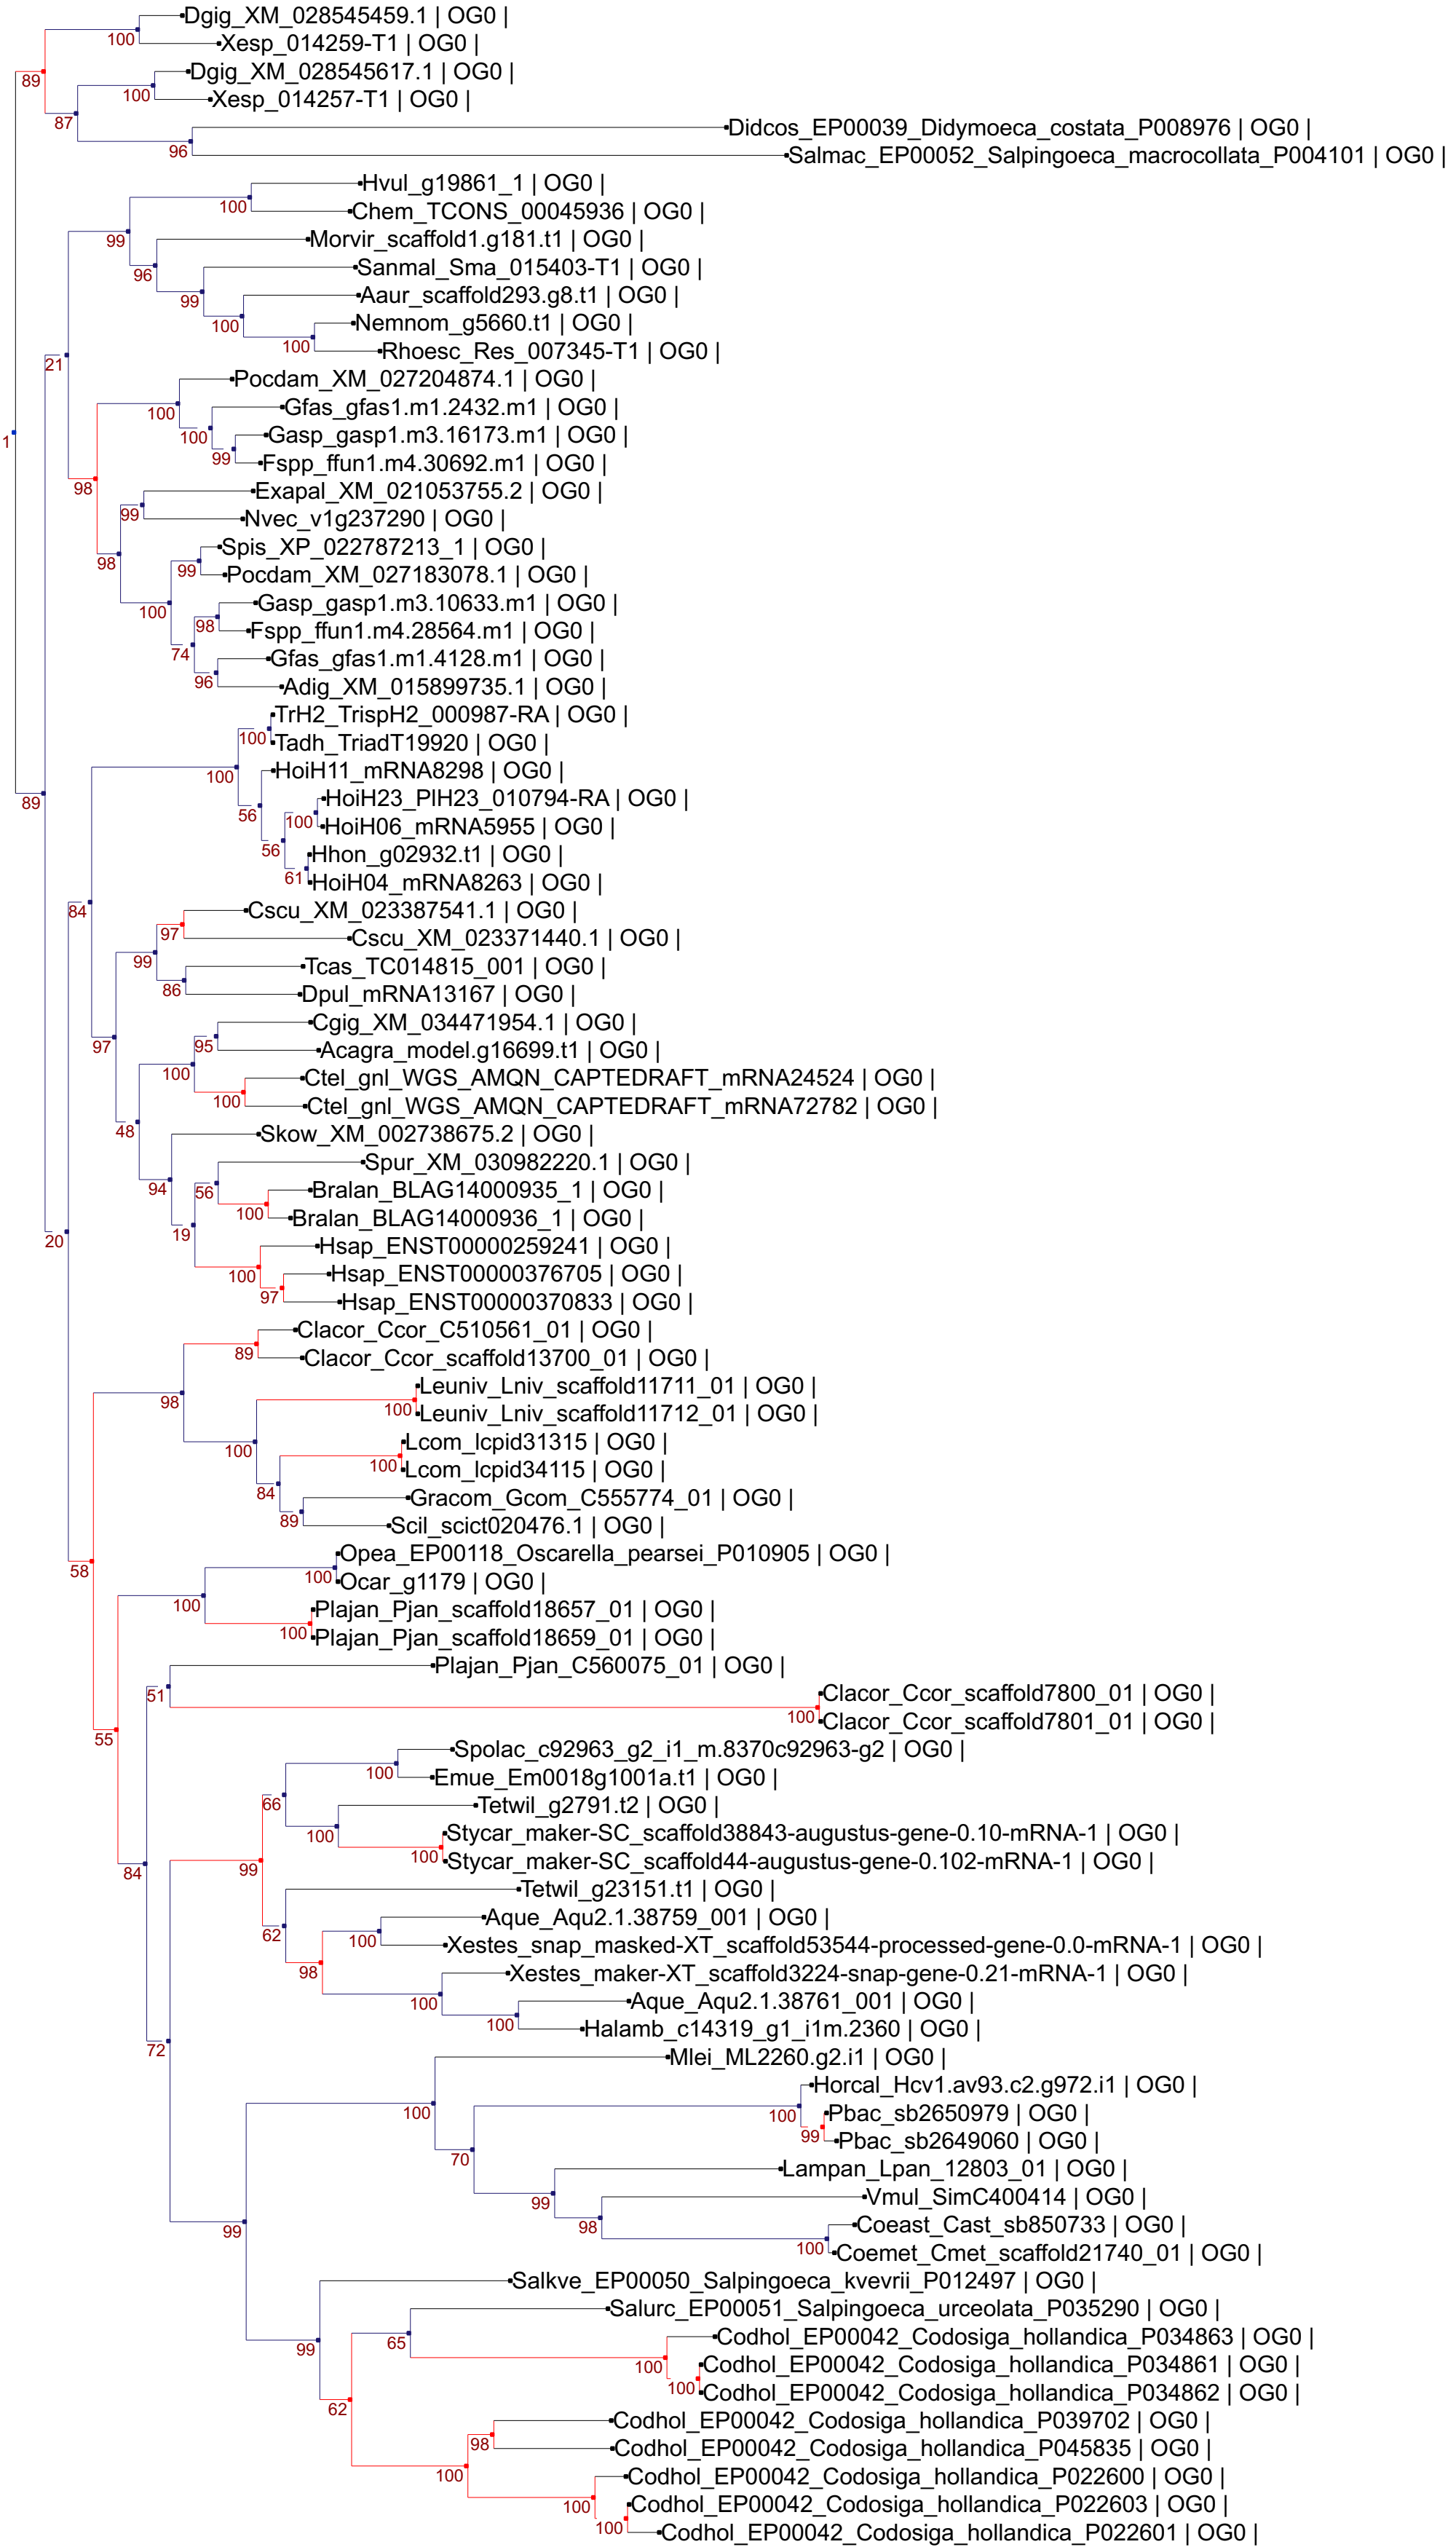 Dgig_XM_028545459.1 | OG0 |
100
Xesp_014259-T1 | OG0 |
89
Dgig_XM_028545617.1 | OG0 |
100
Xesp_014257-T1 | OG0 |
87
Didcos_EP00039_Didymoeca_costata_P008976 | OG0 |
96
Salmac_EP00052_Salpingoeca_macrocollata_P004101 | OG0 |
Hvul_g19861_1 | OG0 |
100
Chem_TCONS_00045936 | OG0 |
99
Morvir_scaffold1.g181.t1 | OG0 |
96
Sanmal_Sma_015403-T1 | OG0 |
99
Aaur_scaffold293.g8.t1 | OG0 |
100
Nemnom_g5660.t1 | OG0 |
100
Rhoesc_Res_007345-T1 | OG0 |
21
Pocdam_XM_027204874.1 | OG0 |
100
Gfas_gfas1.m1.2432.m1 | OG0 |
100
Gasp_gasp1.m3.16173.m1 | OG0 |
1
99
Fspp_ffun1.m4.30692.m1 | OG0 |
98
Exapal_XM_021053755.2 | OG0 |
99
Nvec_v1g237290 | OG0 |
Spis_XP_022787213_1 | OG0 |
98
99
Pocdam_XM_027183078.1 | OG0 |
100
Gasp_gasp1.m3.10633.m1 | OG0 |
98
Fspp_ffun1.m4.28564.m1 | OG0 |
74
Gfas_gfas1.m1.4128.m1 | OG0 |
96
Adig_XM_015899735.1 | OG0 |
TrH2_TrispH2_000987-RA | OG0 |
100
Tadh_TriadT19920 | OG0 |
100
HoiH11_mRNA8298 | OG0 |
89
HoiH23_PlH23_010794-RA | OG0 |
56
100
HoiH06_mRNA5955 | OG0 |
56
Hhon_g02932.t1 | OG0 |
61
HoiH04_mRNA8263 | OG0 |
84
Cscu_XM_023387541.1 | OG0 |
97
Cscu_XM_023371440.1 | OG0 |
99
Tcas_TC014815_001 | OG0 |
86
Dpul_mRNA13167 | OG0 |
Cgig_XM_034471954.1 | OG0 |
97
95
Acagra_model.g16699.t1 | OG0 |
100
Ctel_gnl_WGS_AMQN_CAPTEDRAFT_mRNA24524 | OG0 |
100
Ctel_gnl_WGS_AMQN_CAPTEDRAFT_mRNA72782 | OG0 |
48
Skow_XM_002738675.2 | OG0 |
Spur_XM_030982220.1 | OG0 |
94
56
Bralan_BLAG14000935_1 | OG0 |
100
Bralan_BLAG14000936_1 | OG0 |
19
20
Hsap_ENST00000259241 | OG0 |
100
Hsap_ENST00000376705 | OG0 |
97
Hsap_ENST00000370833 | OG0 |
Clacor_Ccor_C510561_01 | OG0 |
89
Clacor_Ccor_scaffold13700_01 | OG0 |
Leuniv_Lniv_scaffold11711_01 | OG0 |
98
100
Leuniv_Lniv_scaffold11712_01 | OG0 |
Lcom_lcpid31315 | OG0 |
100
100
Lcom_lcpid34115 | OG0 |
84
Gracom_Gcom_C555774_01 | OG0 |
89
Scil_scict020476.1 | OG0 |
Opea_EP00118_Oscarella_pearsei_P010905 | OG0 |
58
100
Ocar_g1179 | OG0 |
100
Plajan_Pjan_scaffold18657_01 | OG0 |
100
Plajan_Pjan_scaffold18659_01 | OG0 |
Plajan_Pjan_C560075_01 | OG0 |
51
Clacor_Ccor_scaffold7800_01 | OG0 |
100
Clacor_Ccor_scaffold7801_01 | OG0 |
55
Spolac_c92963_g2_i1_m.8370c92963-g2 | OG0 |
100
Emue_Em0018g1001a.t1 | OG0 |
66
Tetwil_g2791.t2 | OG0 |
100
Stycar_maker-SC_scaffold38843-augustus-gene-0.10-mRNA-1 | OG0 |
100
Stycar_maker-SC_scaffold44-augustus-gene-0.102-mRNA-1 | OG0 |
99
84
Tetwil_g23151.t1 | OG0 |
Aque_Aqu2.1.38759_001 | OG0 |
62
100
Xestes_snap_masked-XT_scaffold53544-processed-gene-0.0-mRNA-1 | OG0 |
98
Xestes_maker-XT_scaffold3224-snap-gene-0.21-mRNA-1 | OG0 |
100
Aque_Aqu2.1.38761_001 | OG0 |
100
Halamb_c14319_g1_i1m.2360 | OG0 |
72
Mlei_ML2260.g2.i1 | OG0 |
Horcal_Hcv1.av93.c2.g972.i1 | OG0 |
100
100
Pbac_sb2650979 | OG0 |
99
Pbac_sb2649060 | OG0 |
70
Lampan_Lpan_12803_01 | OG0 |
Vmul_SimC400414 | OG0 |
99
Coeast_Cast_sb850733 | OG0 |
98
99
100
Coemet_Cmet_scaffold21740_01 | OG0 |
Salkve_EP00050_Salpingoeca_kvevrii_P012497 | OG0 |
Salurc_EP00051_Salpingoeca_urceolata_P035290 | OG0 |
Codhol_EP00042_Codosiga_hollandica_P034863 | OG0 |
65
99
100
Codhol_EP00042_Codosiga_hollandica_P034861 | OG0 |
100
Codhol_EP00042_Codosiga_hollandica_P034862 | OG0 |
62
Codhol_EP00042_Codosiga_hollandica_P039702 | OG0 |
98
Codhol_EP00042_Codosiga_hollandica_P045835 | OG0 |
100
Codhol_EP00042_Codosiga_hollandica_P022600 | OG0 |
100
Codhol_EP00042_Codosiga_hollandica_P022603 | OG0 |
100
Codhol_EP00042_Codosiga_hollandica_P022601 | OG0 |